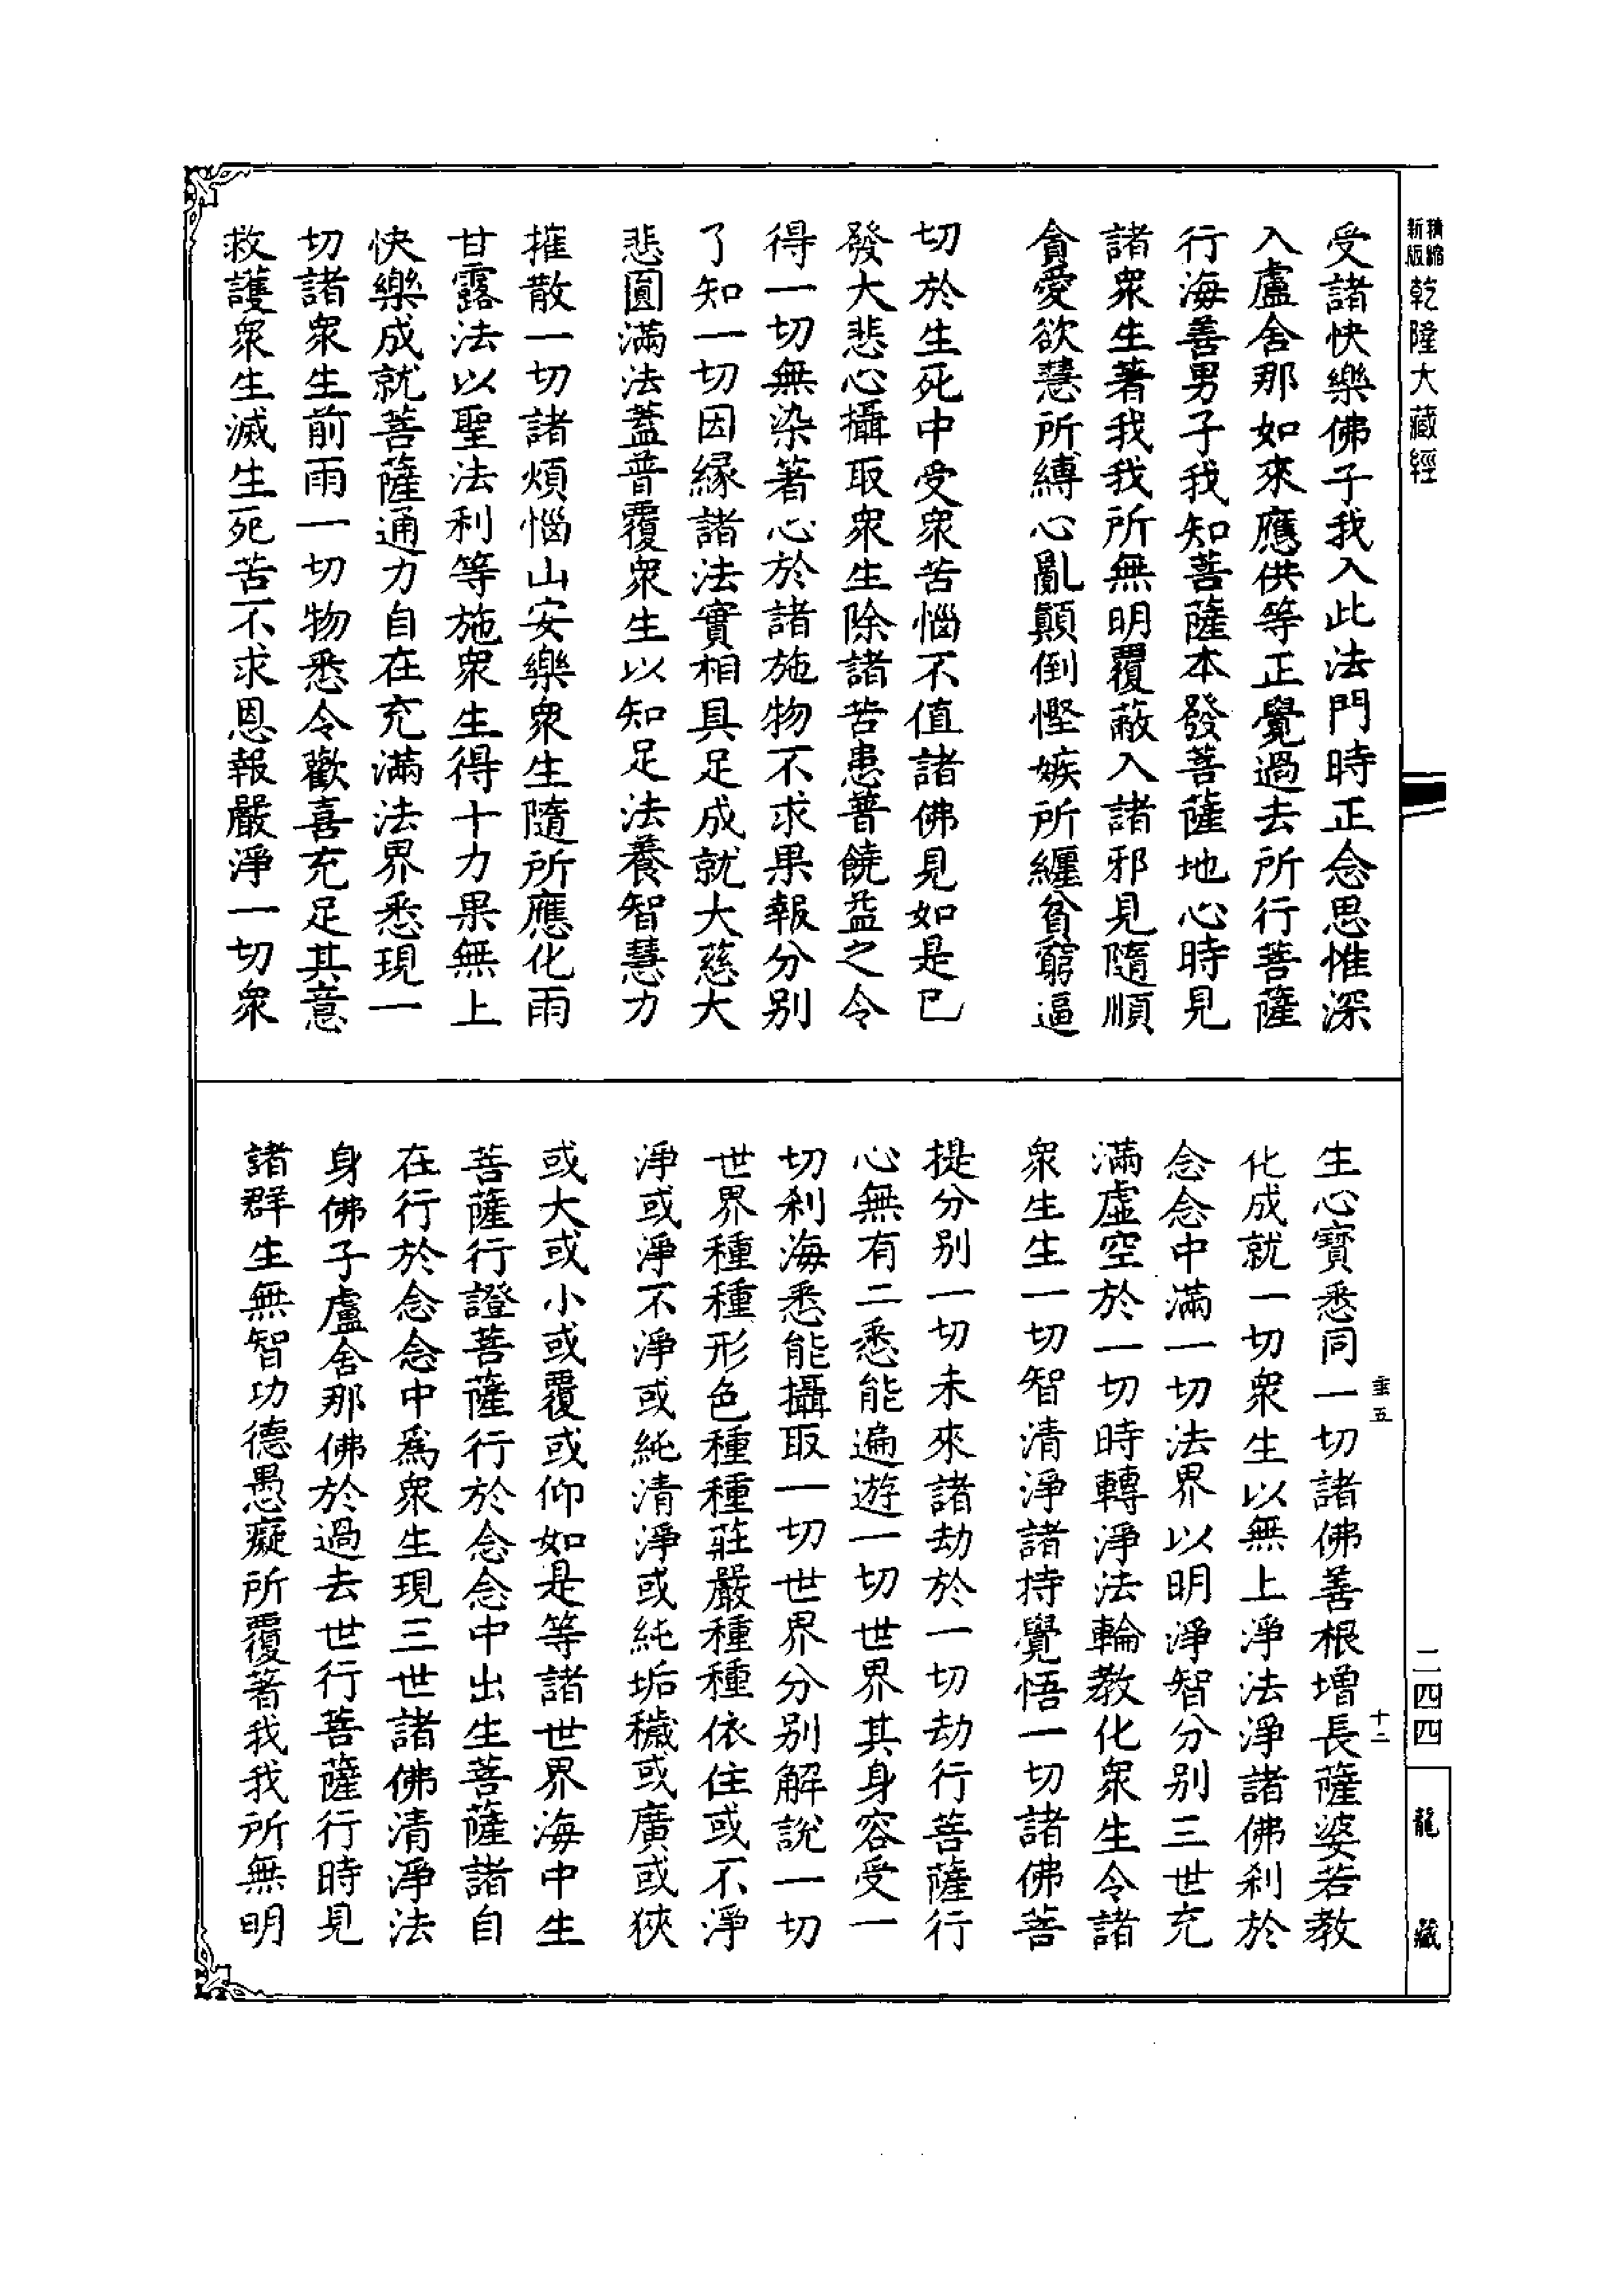 精縮
新版
乾隆大藏經
受諸快樂佛子我入此法門時正念思惟深
入盧舍那如來應供等正覺過去所行菩薩
行海善男子我知菩薩本發菩薩地心時見
諸衆生著我我所無明覆蔽入諸邪見隨順
貪愛欲慧所縛心亂顛倒慳嫉所纏貧窮逼
切於生死中受衆苦惱不值諸佛見如是已
發大悲心攝取衆生除諸苦患普饒益之令
得一切無染著心於諸施物不求果報分别
了知一切因緣諸法實相具足成就大慈大
悲圓滿法蓋普覆衆生以知足法養智慧力
摧散一切諸煩惱山安樂衆生隨所應化雨
甘露法以聖法利等施衆生得十力果無上
快樂成就菩薩通力自在充滿法界悉現一
切諸衆生前雨一切物悉令歡喜充足其意
救護衆生滅生死苦不求恩報嚴淨一切衆
垂五
十二
生心寶悉同一切諸佛善根增長薩婆若教
化成就一切衆生以無上淨法淨諸佛刹於
念念中滿一切法界以明淨智分别三世充
滿虛空於一切時轉淨法輪教化衆生令諸
衆生生一切智清淨諸持覺悟一切諸佛菩
提分别一切未來諸劫於一切劫行菩薩行
心無有二悉能遍遊一切世界其身容受一
切刹海悉能攝取一切世界分别解說一切
世界種種形色種種莊嚴種種依住或不淨
淨或淨不淨或純清淨或純垢穢或廣或狹
或大或小或覆或仰如是等諸世界海中生
菩薩行證菩薩行於念念中出生菩薩諸自
在行於念念中爲衆生現三世諸佛清淨法
身佛子盧舍那佛於過去世行菩薩行時見
諸群生無智功德愚癡所覆著我我所無明
二四四
龍藏